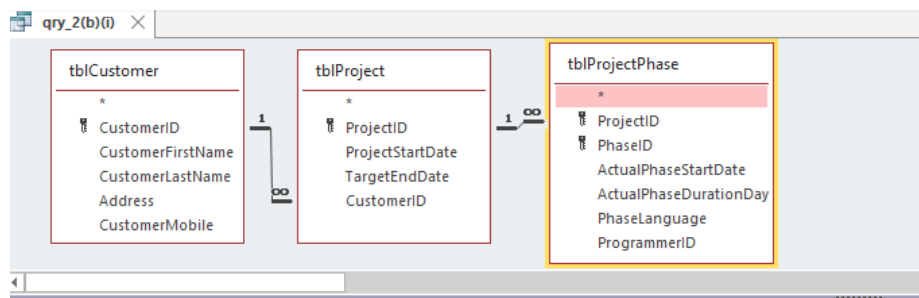 qry_2(b)(i)
tblCustomer
*
CustomerID
CustomerFirstName
CustomerLastName
Address
CustomerMobile
1
∞
tblProject
*
ProjectID
ProjectStartDate
TargetEndDate
CustomerID
1
∞
tblProjectPhase
*
ProjectID
PhaseID
ActualPhaseStartDate
ActualPhaseDurationDay
PhaseLanguage
ProgrammerID